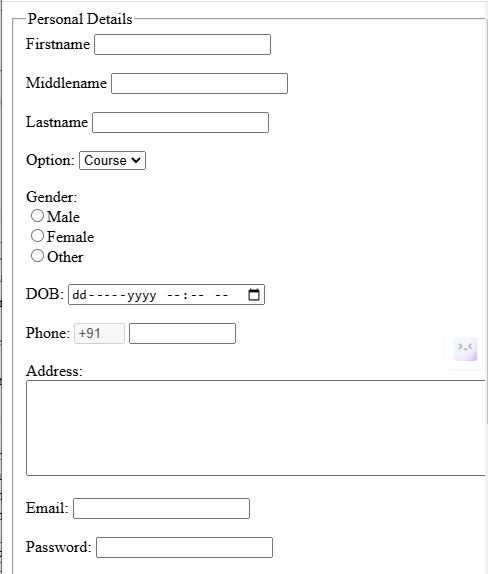 Personal Details
Firstname
Middlename
Lastname
Option: Course
Gender:
Male
Female
Other
DOB: dd-----yyyy --:-- --
Phone: +91
Address:
Email:
Password: